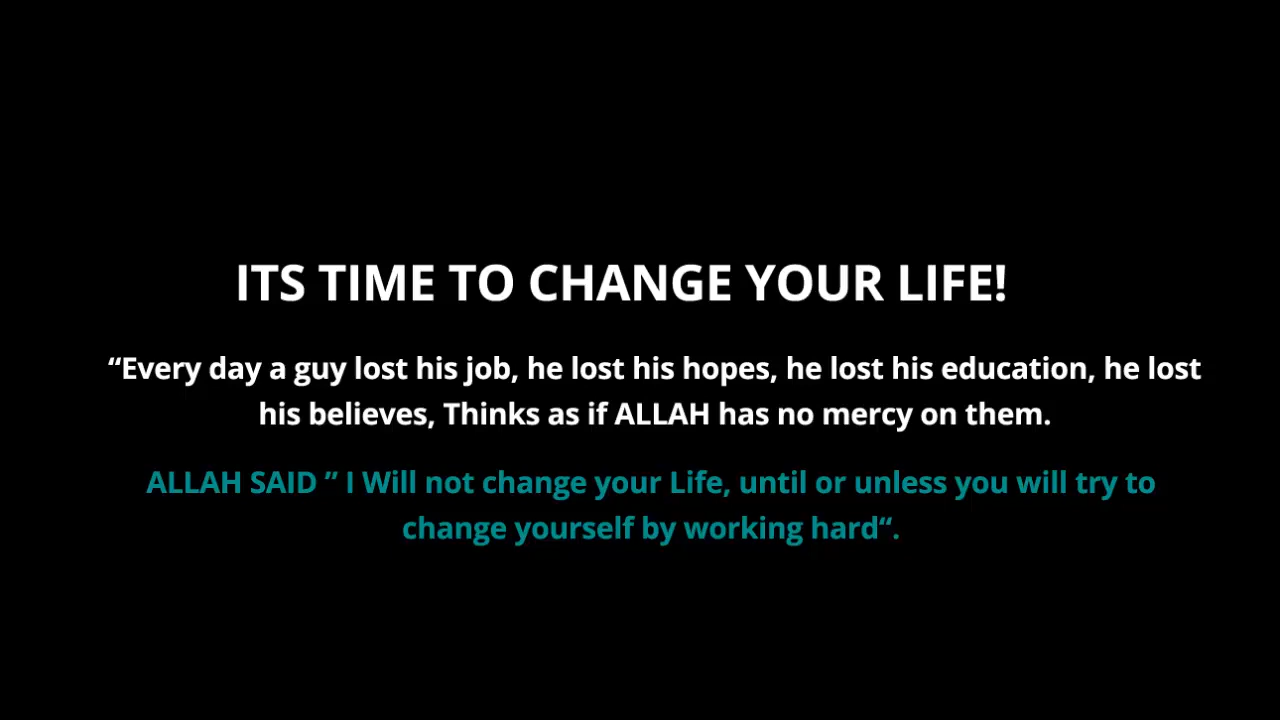 ITS TIME TO CHANGE YOUR LIFE!
“Every day a guy lost his job, he lost his hopes, he lost his education, he lost
his believes, Thinks as if ALLAH has no mercy on them.
ALLAH SAID ” I Will not change your Life, until or unless you will try to
change yourself by working hard“.